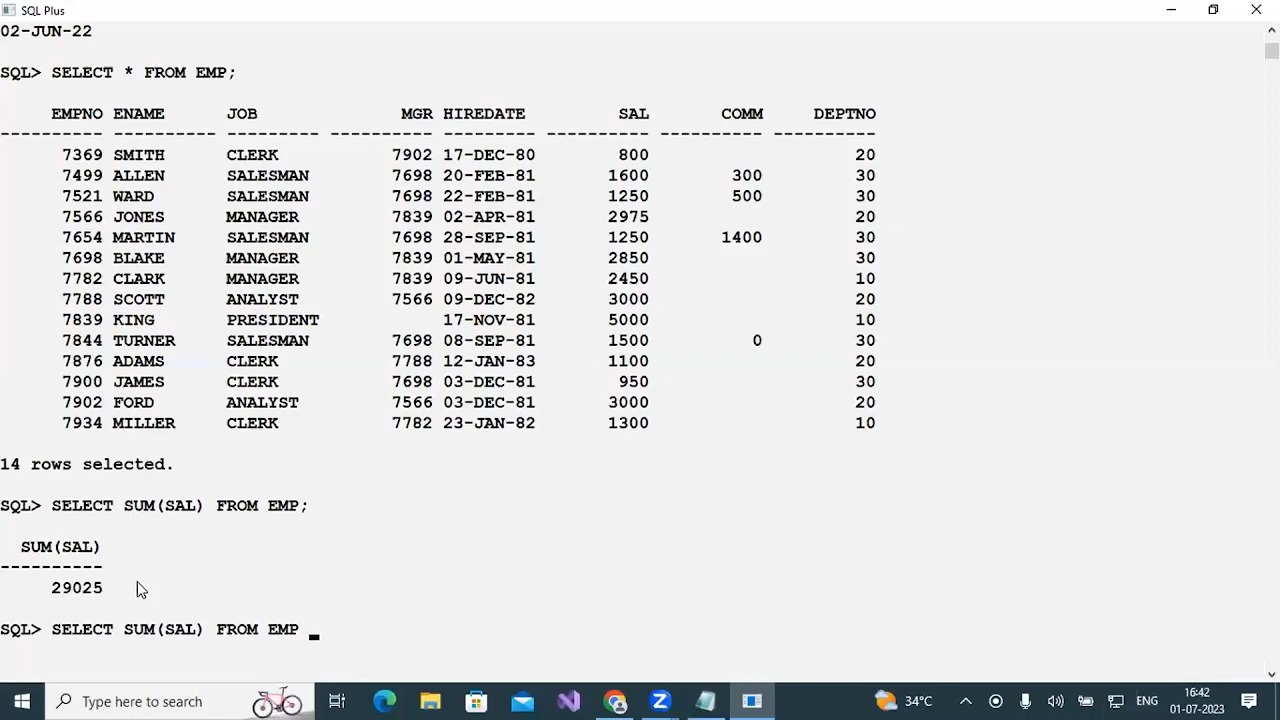 SQL Plus
02-JUN-22
SQL> SELECT * FROM EMP;
EMPNO ENAME JOB MGR HIREDATE SAL COMM DEPTNO
---------- ---------- --------- ---------- --------- ---------- ---------- ----------
7369 SMITH CLERK 7902 17-DEC-80 800 20
7499 ALLEN SALESMAN 7698 20-FEB-81 1600 300 30
7521 WARD SALESMAN 7698 22-FEB-81 1250 500 30
7566 JONES MANAGER 7839 02-APR-81 2975 20
7654 MARTIN SALESMAN 7698 28-SEP-81 1250 1400 30
7698 BLAKE MANAGER 7839 01-MAY-81 2850 30
7782 CLARK MANAGER 7839 09-JUN-81 2450 10
7788 SCOTT ANALYST 7566 09-DEC-82 3000 20
7839 KING PRESIDENT 17-NOV-81 5000 10
7844 TURNER SALESMAN 7698 08-SEP-81 1500 0 30
7876 ADAMS CLERK 7788 12-JAN-83 1100 20
7900 JAMES CLERK 7698 03-DEC-81 950 30
7902 FORD ANALYST 7566 03-DEC-81 3000 20
7934 MILLER CLERK 7782 23-JAN-82 1300 10
14 rows selected.
SQL> SELECT SUM(SAL) FROM EMP;
SUM(SAL)
----------
29025
SQL> SELECT SUM(SAL) FROM EMP _
Type here to search
34°C
ENG
16:42
01-07-2023